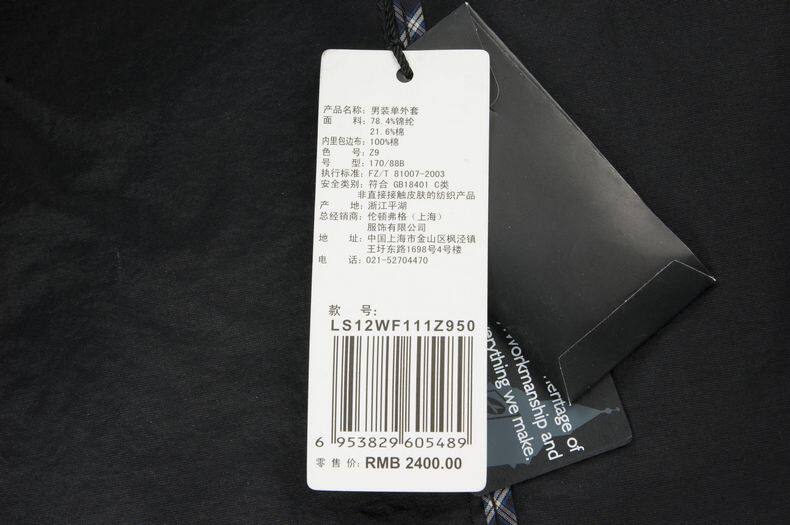 产品名称: 男装单外套
面 料: 78.4%锦纶
21.6%棉
内里包边布: 100%棉
色 号: Z9
号 型: 170/88B
执行标准: FZ/T 81007-2003
安全类别: 符合 GB18401 C类
非直接接触皮肤的纺织产品
产 地: 浙江平湖
总经销商: 伦顿弗格（上海）
服饰有限公司
地 址: 中国上海市金山区枫泾镇
王圩东路1698号4号楼
电 话: 021-52704470
款 号:
LS12WF111Z950
6 953829 605489
零售价: RMB 2400.00
heritage of
workmanship and
everything we make.